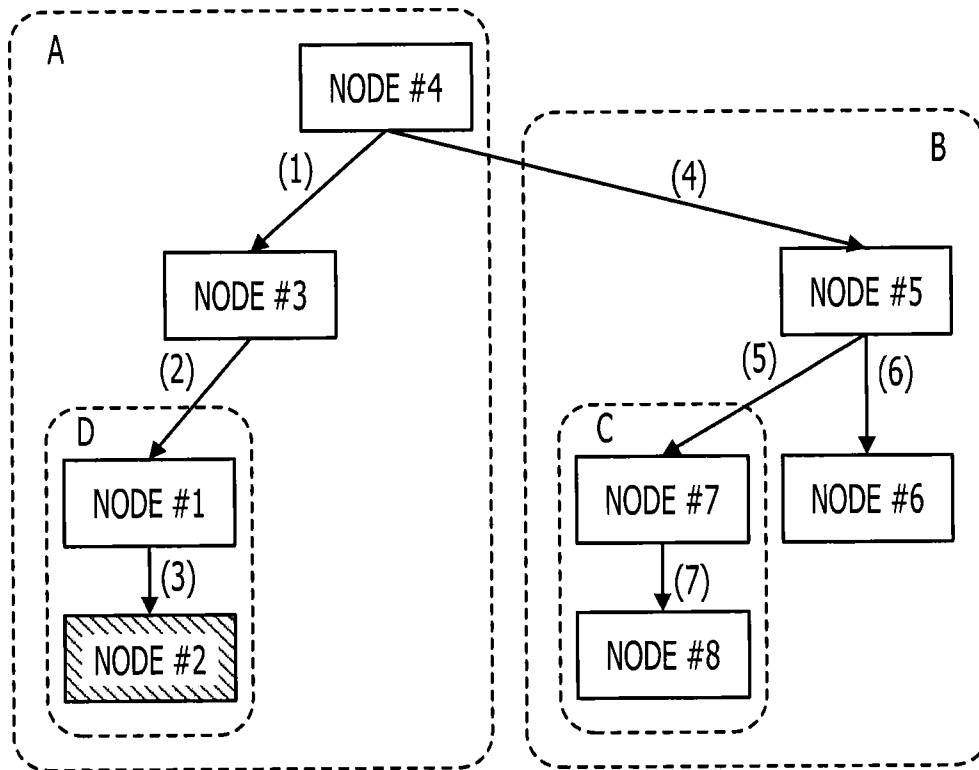 A
NODE #4
B
(1)
(4)
NODE #3
NODE #5
(2)
(5)
(6)
D
C
NODE #1
NODE #7
NODE #6
(3)
(7)
NODE #2
NODE #8